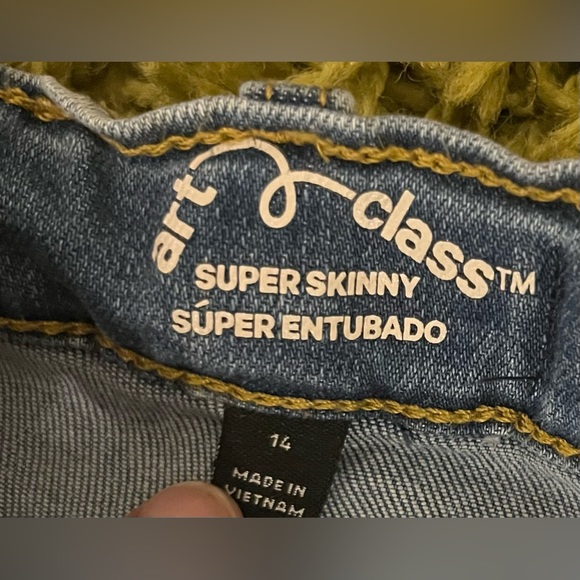 art class™
SUPER SKINNY
SÚPER ENTUBADO
14
MADE IN
VIETNAM